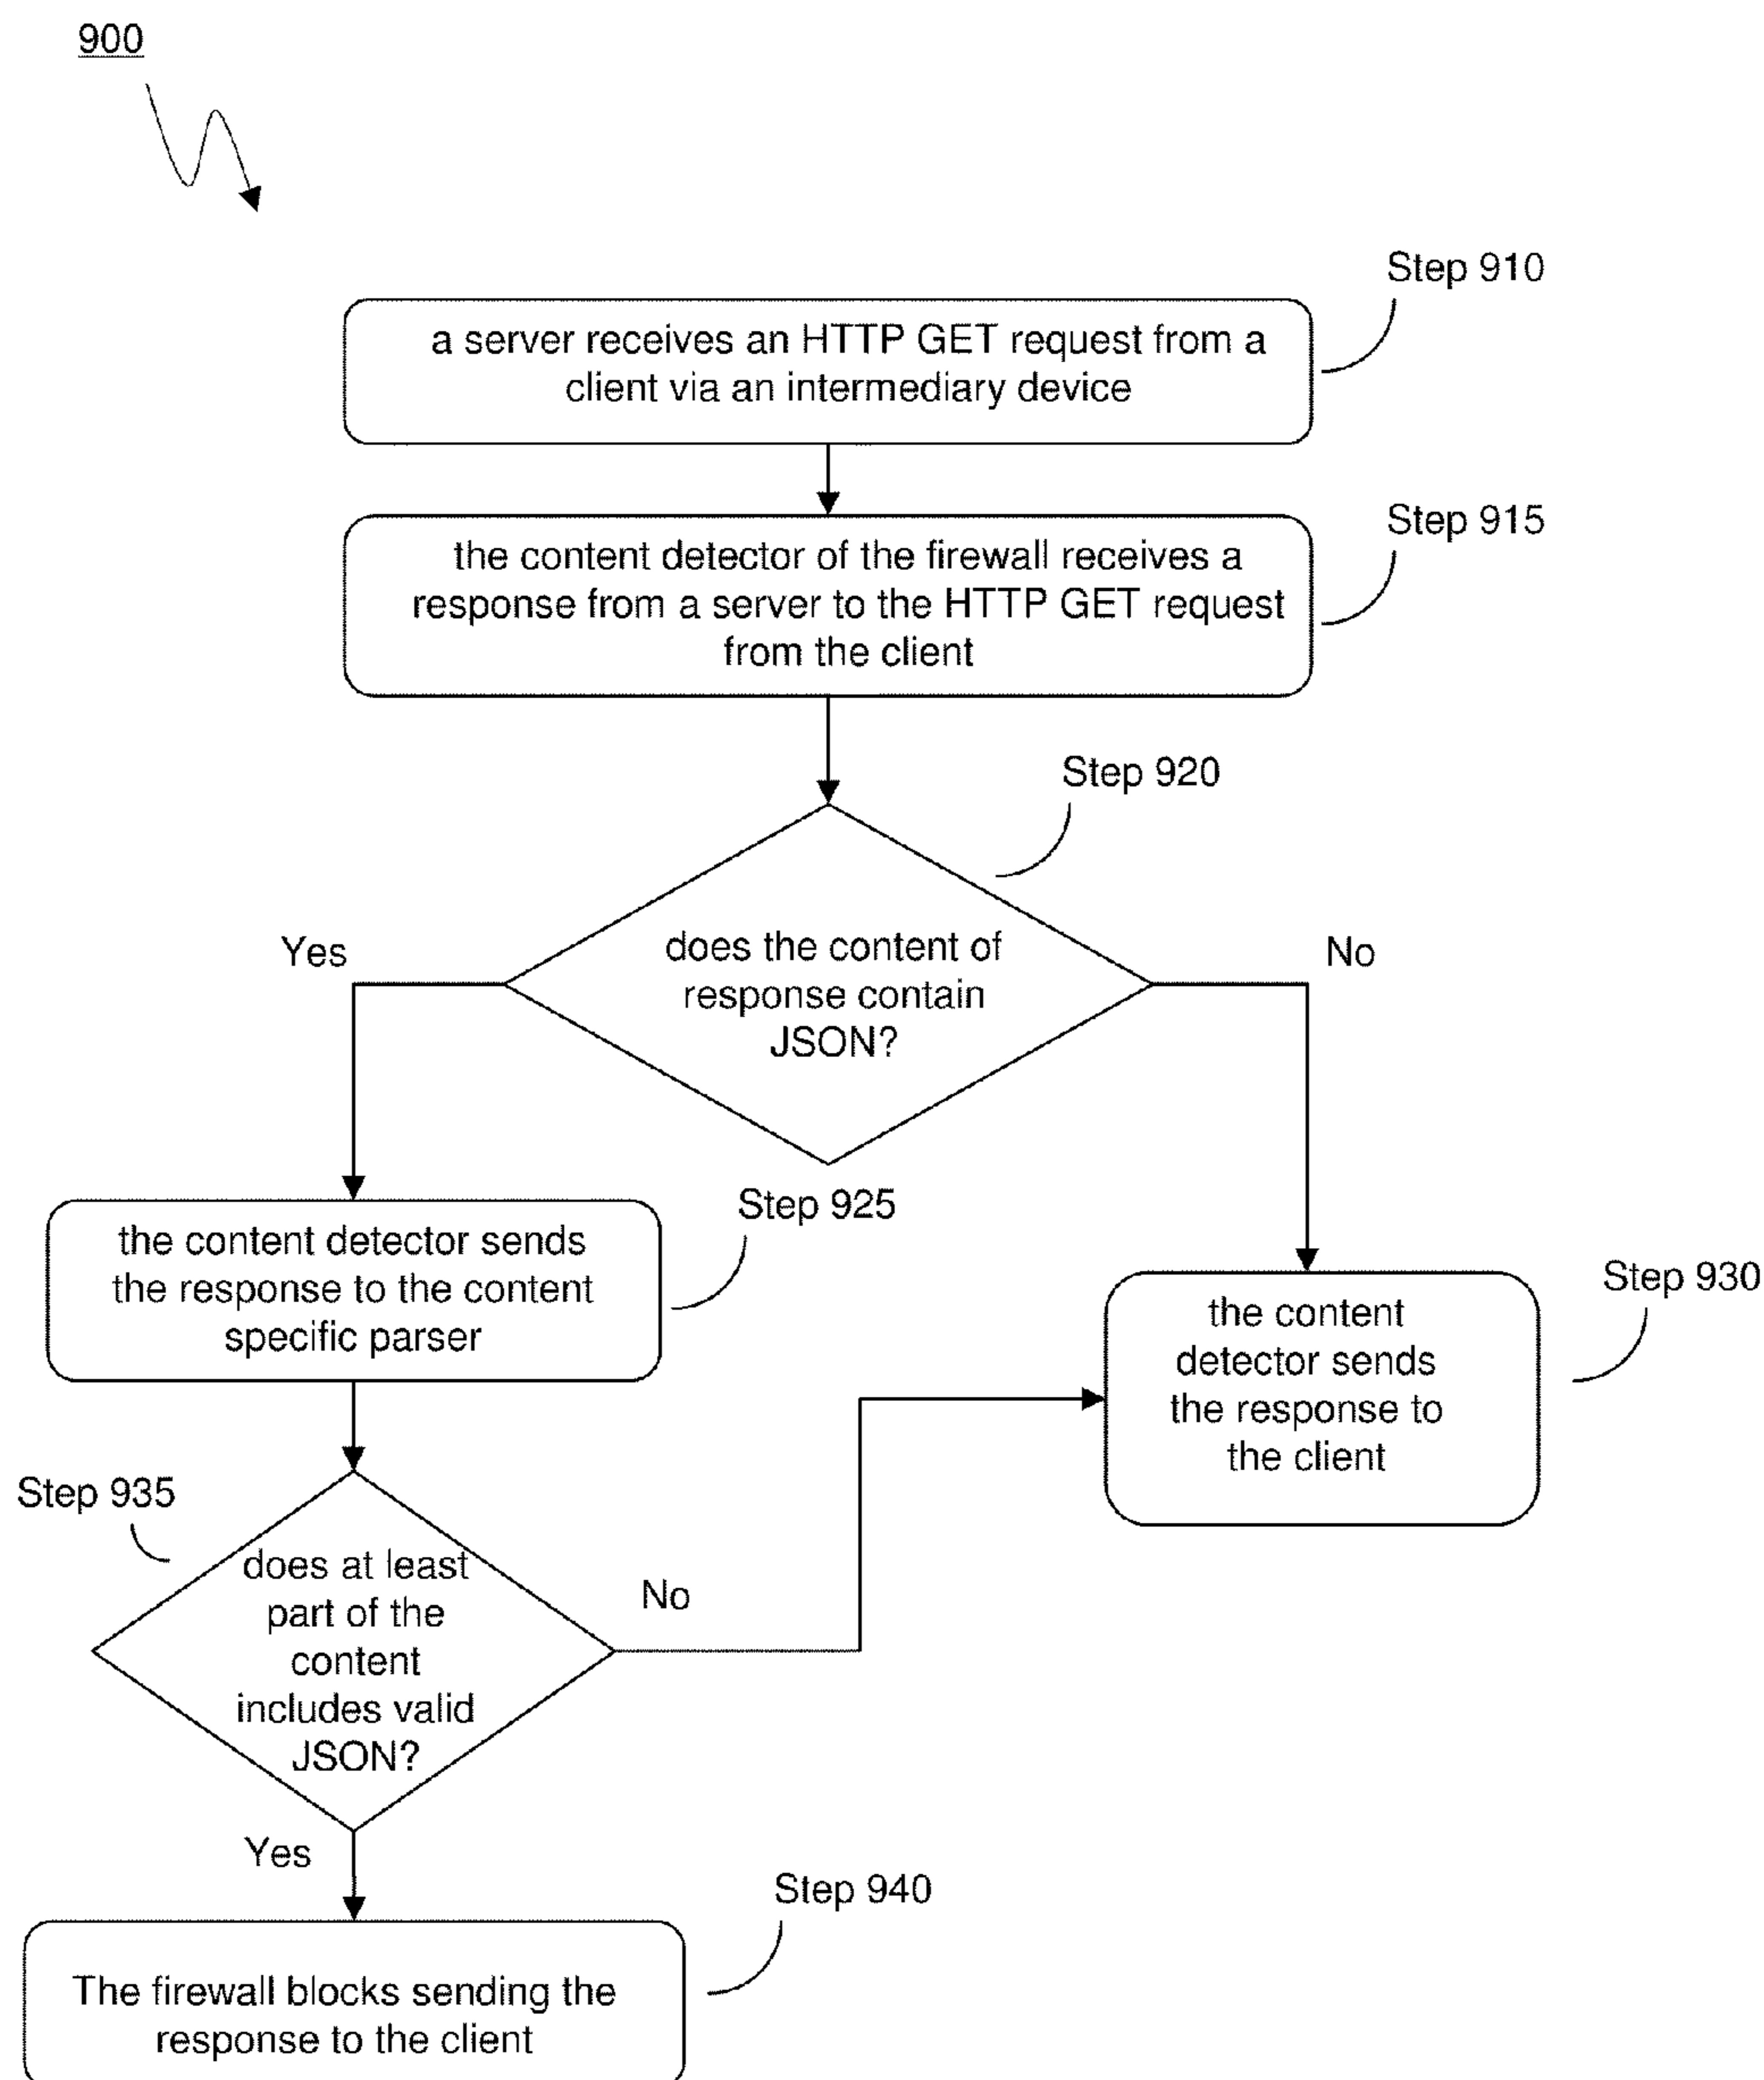 900
Step 910
a server receives an HTTP GET request from a
client via an intermediary device
Step 915
the content detector of the firewall receives a
response from a server to the HTTP GET request
from the client
Step 920
does the content of
response contain
JSON?
Yes
No
Step 925
the content detector sends
the response to the content
specific parser
Step 930
the content
detector sends
the response to
the client
Step 935
does at least
part of the
content
includes valid
JSON?
No
Yes
Step 940
The firewall blocks sending the
response to the client